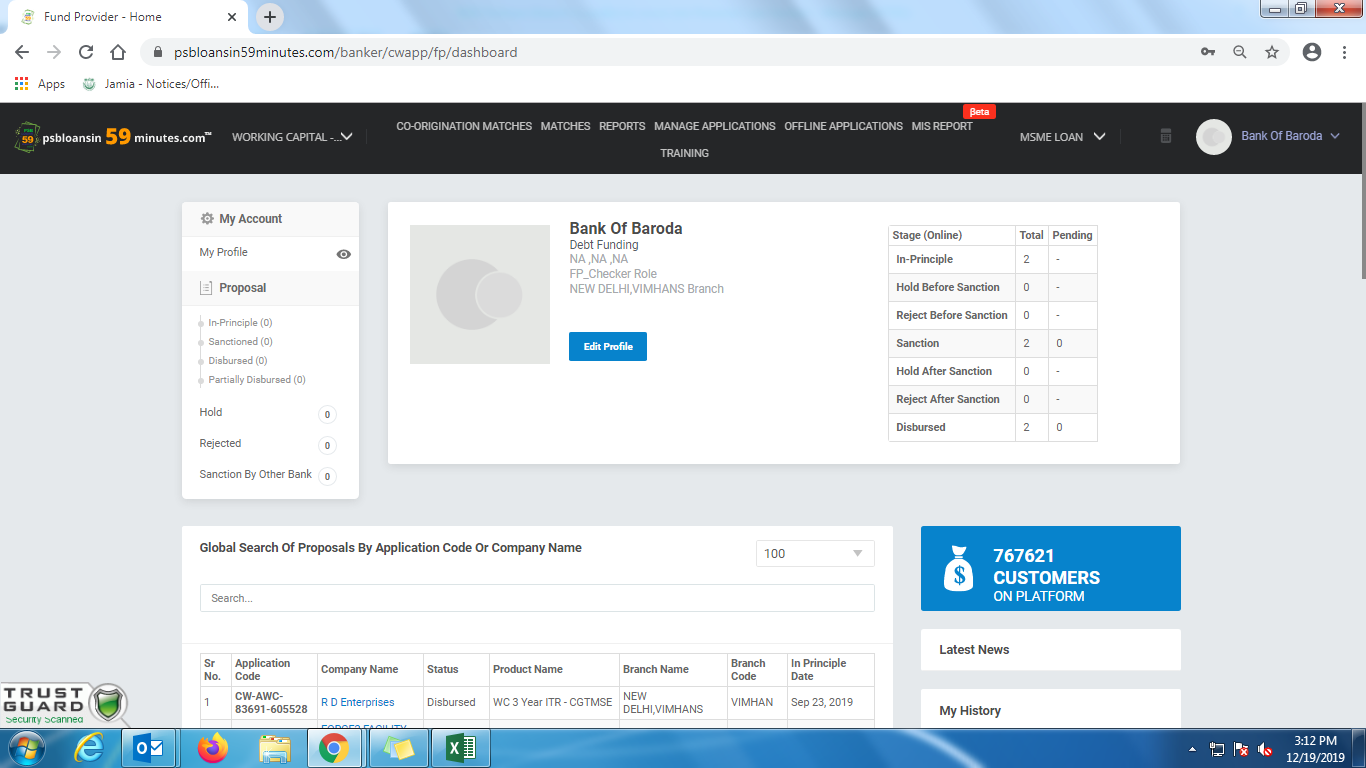 Fund Provider - Home
psbloansin59minutes.com/banker/cwapp/fp/dashboard
Apps
Jamia - Notices/Offi...
PSB 59 psbloansin 59 minutes.com™
WORKING CAPITAL -...
CO-ORIGINATION MATCHES MATCHES REPORTS MANAGE APPLICATIONS OFFLINE APPLICATIONS MIS REPORT
Beta
TRAINING
MSME LOAN
Bank Of Baroda
My Account
My Profile
Proposal
In-Principle (0)
Sanctioned (0)
Disbursed (0)
Partially Disbursed (0)
Hold 0
Rejected 0
Sanction By Other Bank 0
Bank Of Baroda
Debt Funding
NA ,NA ,NA
FP_Checker Role
NEW DELHI,VIMHANS Branch
Edit Profile
Stage (Online) Total Pending
In-Principle 2 -
Hold Before Sanction 0 -
Reject Before Sanction 0 -
Sanction 2 0
Hold After Sanction 0 -
Reject After Sanction 0 -
Disbursed 2 0
Global Search Of Proposals By Application Code Or Company Name
100
Search...
Sr No. Application Code Company Name Status Product Name Branch Name Branch Code In Principle Date
1 CW-AWC-83691-605528 R D Enterprises Disbursed WC 3 Year ITR - CGTMSE NEW DELHI,VIMHANS VIMHAN Sep 23, 2019
767621
CUSTOMERS
ON PLATFORM
Latest News
My History
TRUST
GUARD
Security Scanned
3:12 PM
12/19/2019